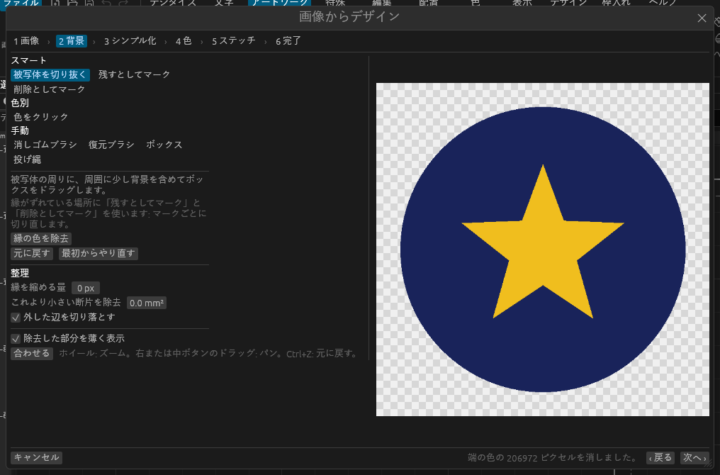 ファイル デジタイズ 文字 アートワーク 特殊 編集 配置 色 表示 デザイン 枠入れ ヘルプ
画像からデザイン
1 画像 › 2 背景 › 3 シンプル化 › 4 色 › 5 ステッチ › 6 完了
スマート
被写体を切り抜く 残すとしてマーク
削除としてマーク
色別
色をクリック
手動
消しゴムブラシ 復元ブラシ ボックス
投げ縄
被写体の周りに、周囲に少し背景を含めてボッ
クスをドラッグします。
縁がずれている場所に「残すとしてマーク」と
「削除としてマーク」を使います: マークごとに
切り直します。
縁の色を除去
元に戻す 最初からやり直す
整理
縁を縮める量 0 px
これより小さい断片を除去 0.0 mm²
外した辺を切り落とす
除去した部分を薄く表示
合わせる ホイール: ズーム。右または中ボタンのドラッグ: パン。Ctrl+Z: 元に戻す。
キャンセル 端の色の 206972 ピクセルを消しました。 ‹ 戻る 次へ ›